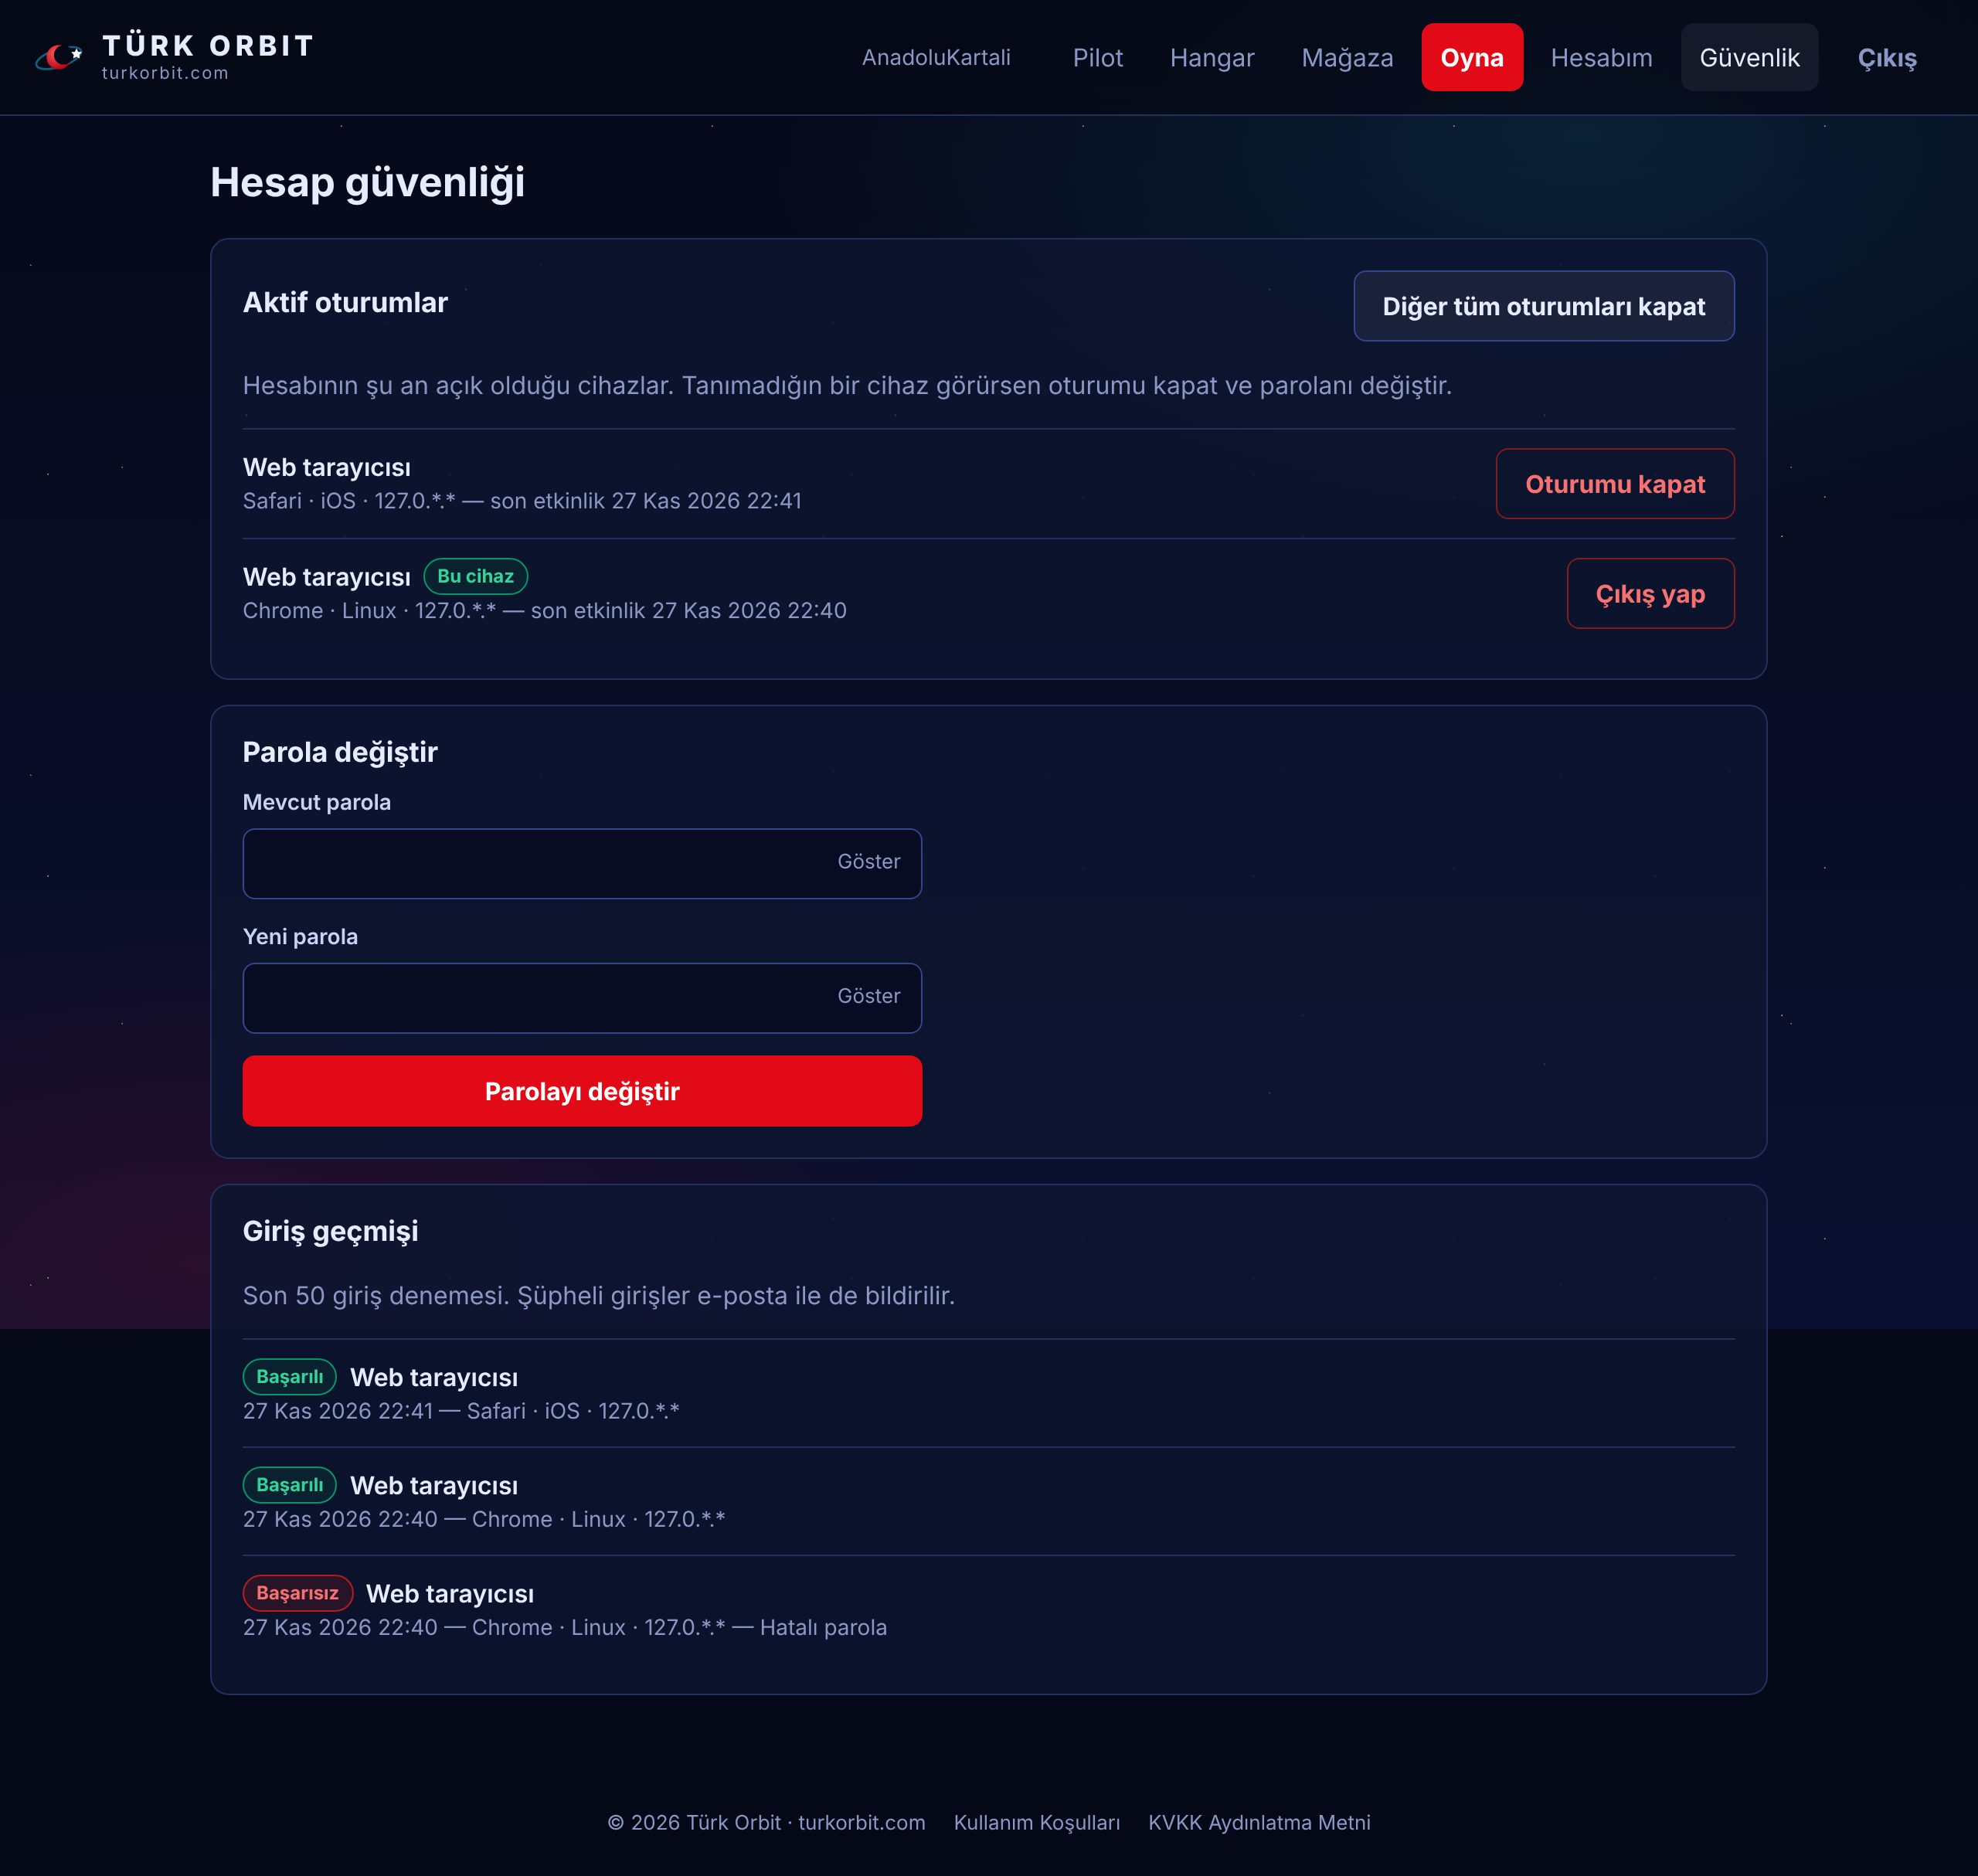 TÜRK ORBIT
turkorbit.com
AnadoluKartali
Pilot
Hangar
Mağaza
Oyna
Hesabım
Güvenlik
Çıkış
Hesap güvenliği
Aktif oturumlar
Diğer tüm oturumları kapat
Hesabının şu an açık olduğu cihazlar. Tanımadığın bir cihaz görürsen oturumu kapat ve parolanı değiştir.
Web tarayıcısı
Safari · iOS · 127.0.*.* — son etkinlik 27 Kas 2026 22:41
Oturumu kapat
Web tarayıcısı Bu cihaz
Chrome · Linux · 127.0.*.* — son etkinlik 27 Kas 2026 22:40
Çıkış yap
Parola değiştir
Mevcut parola
Göster
Yeni parola
Göster
Parolayı değiştir
Giriş geçmişi
Son 50 giriş denemesi. Şüpheli girişler e-posta ile de bildirilir.
Başarılı Web tarayıcısı
27 Kas 2026 22:41 — Safari · iOS · 127.0.*.*
Başarılı Web tarayıcısı
27 Kas 2026 22:40 — Chrome · Linux · 127.0.*.*
Başarısız Web tarayıcısı
27 Kas 2026 22:40 — Chrome · Linux · 127.0.*.* — Hatalı parola
© 2026 Türk Orbit · turkorbit.com Kullanım Koşulları KVKK Aydınlatma Metni